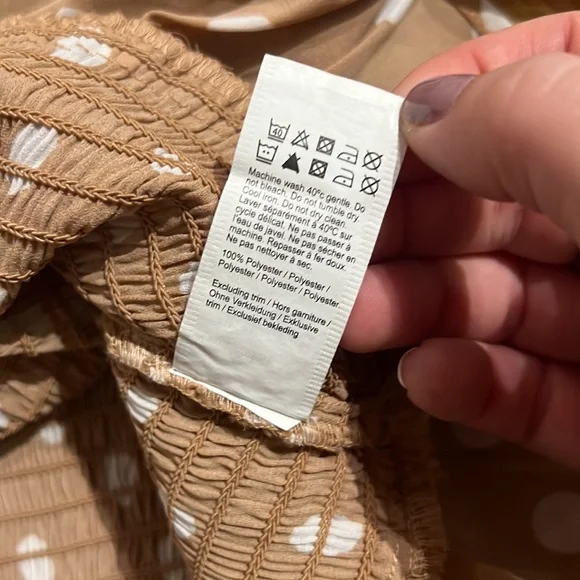 40
Machine wash 40°c gentle. Do
not bleach. Do not tumble dry.
Cool iron. Do not dry clean.
Laver séparément à 40°C sur
cycle délicat. Ne pas passer à
l'eau de javel. Ne pas sécher en
machine. Repasser à fer doux.
Ne pas nettoyer à sec.
100% Polyester / Polyester /
Polyester / Polyester / Polyester
Excluding trim / Hors garniture /
Ohne Verkleidung / Exklusive
trim / Exclusief bekleding